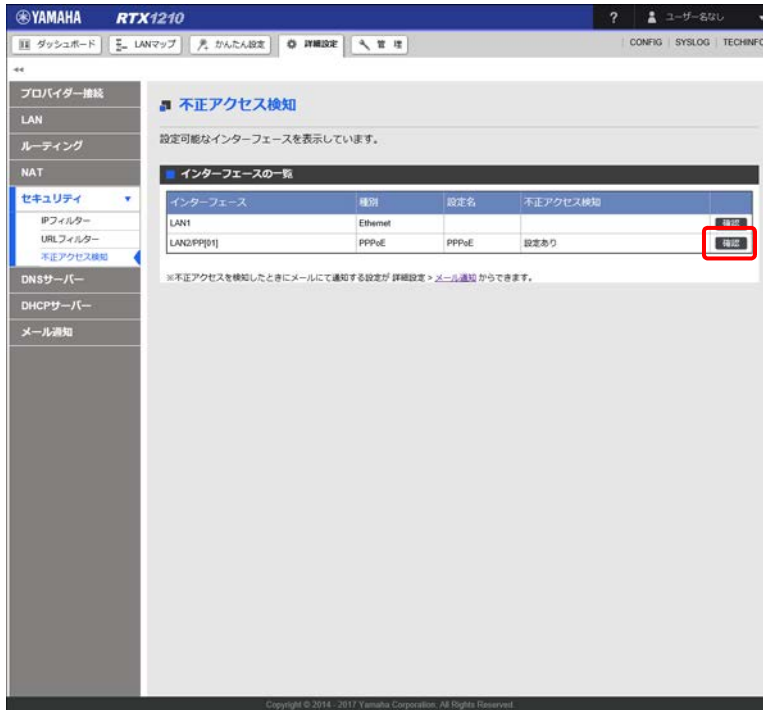 YAMAHA RTX1210 ? ユーザー名なし
ダッシュボード LANマップ かんたん設定 詳細設定 管理 CONFIG SYSLOG TECHINFO
プロバイダー接続
LAN
ルーティング
NAT
セキュリティ
IPフィルター
URLフィルター
不正アクセス検知
DNSサーバー
DHCPサーバー
メール通知
不正アクセス検知
設定可能なインターフェースを表示しています。
インターフェースの一覧
インターフェース 種別 設定名 不正アクセス検知
LAN1 Ethernet 確認
LAN2/PP[01] PPPoE PPPoE 設定あり 確認
※不正アクセスを検知したときにメールにて通知する設定が 詳細設定 > メール通知 からできます。
Copyright © 2014 - 2017 Yamaha Corporation. All Rights Reserved.